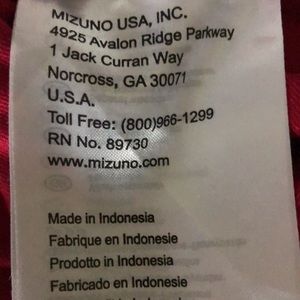 MIZUNO USA, INC.
4925 Avalon Ridge Parkway
1 Jack Curran Way
Norcross, GA 30071
U.S.A.
Toll Free: (800)966-1299
RN No. 89730
www.mizuno.com
Made in Indonesia
Fabrique en Indonesie
Prodotto in Indonesia
Fabricado en Indonesie